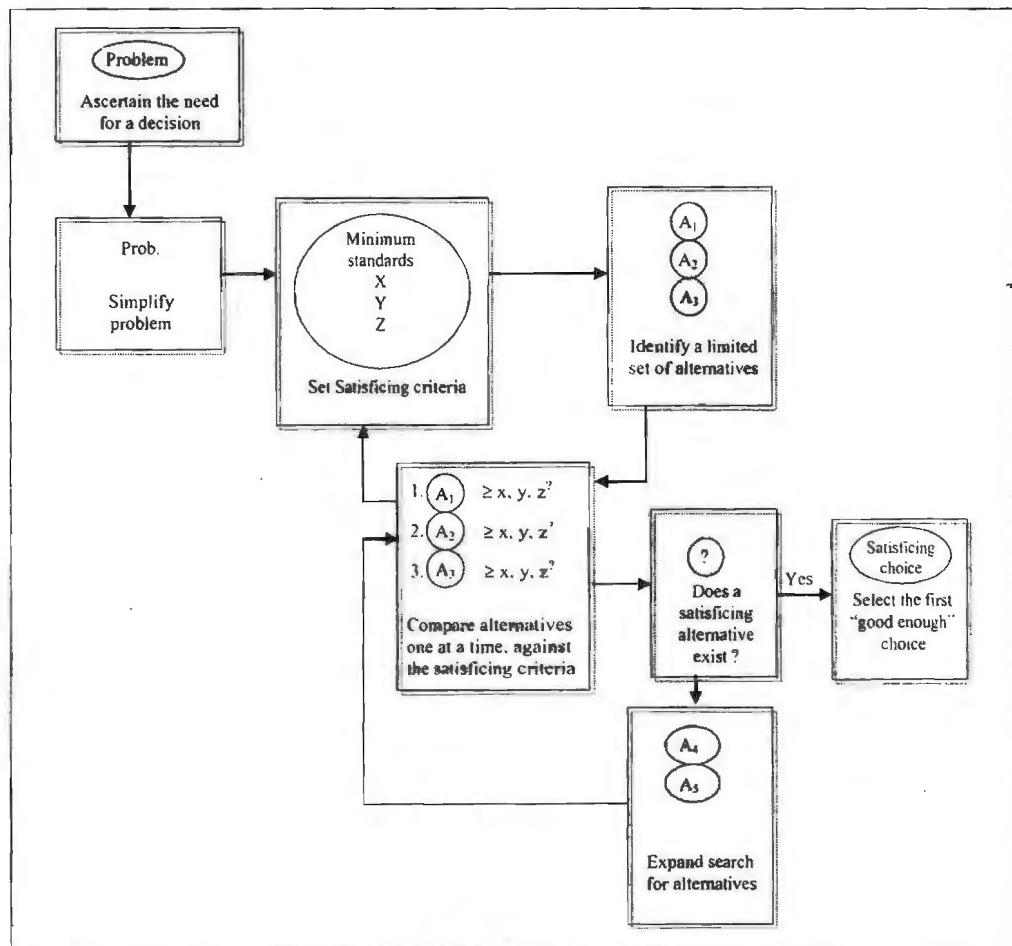 Problem
Ascertain the need
for a decision
Prob.
Simplify
problem
Minimum
standards
X
Y
Z
Set Satisficing criteria
A₁
A₂
A₃
Identify a limited
set of alternatives
1. A₁ ≥ x, y, z?
2. A₂ ≥ x, y, z?
3. A₃ ≥ x, y, z?
Compare alternatives
one at a time, against
the satisficing criteria
?
Does a
satisficing
alternative
exist ?
Yes
Satisficing
choice
Select the first
"good enough"
choice
A₄
A₅
Expand search
for alternatives